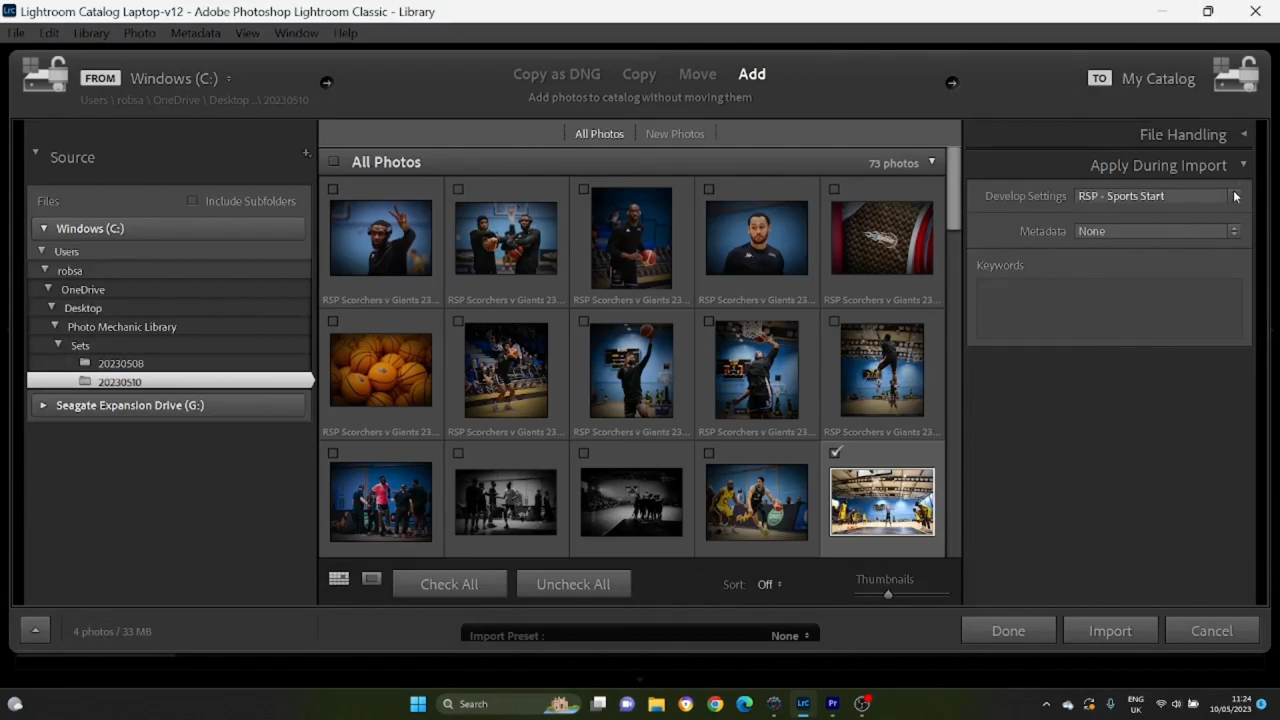 Lightroom Catalog Laptop-v12 - Adobe Photoshop Lightroom Classic - Library
File Edit Library Photo Metadata View Window Help
FROM Windows (C:)
Users \ robsa \ OneDrive \ Desktop ...\ 20230510
Copy as DNG Copy Move Add
Add photos to catalog without moving them
TO My Catalog
Source
Files Include Subfolders
Windows (C:)
Users
robsa
OneDrive
Desktop
Photo Mechanic Library
Sets
20230508
20230510
Seagate Expansion Drive (G:)
All Photos New Photos
All Photos 73 photos
RSP Scorchers v Giants 23... RSP Scorchers v Giants 23... RSP Scorchers v Giants 23... RSP Scorchers v Giants 23... RSP Scorchers v Giants 23...
RSP Scorchers v Giants 23... RSP Scorchers v Giants 23... RSP Scorchers v Giants 23... RSP Scorchers v Giants 23... RSP Scorchers v Giants 23...
Check All Uncheck All Sort: Off Thumbnails
File Handling
Apply During Import
Develop Settings RSP - Sports Start
Metadata None
Keywords
4 photos / 33 MB
Import Preset : None
Done Import Cancel
Search
ENG
UK
11:24
10/05/2023